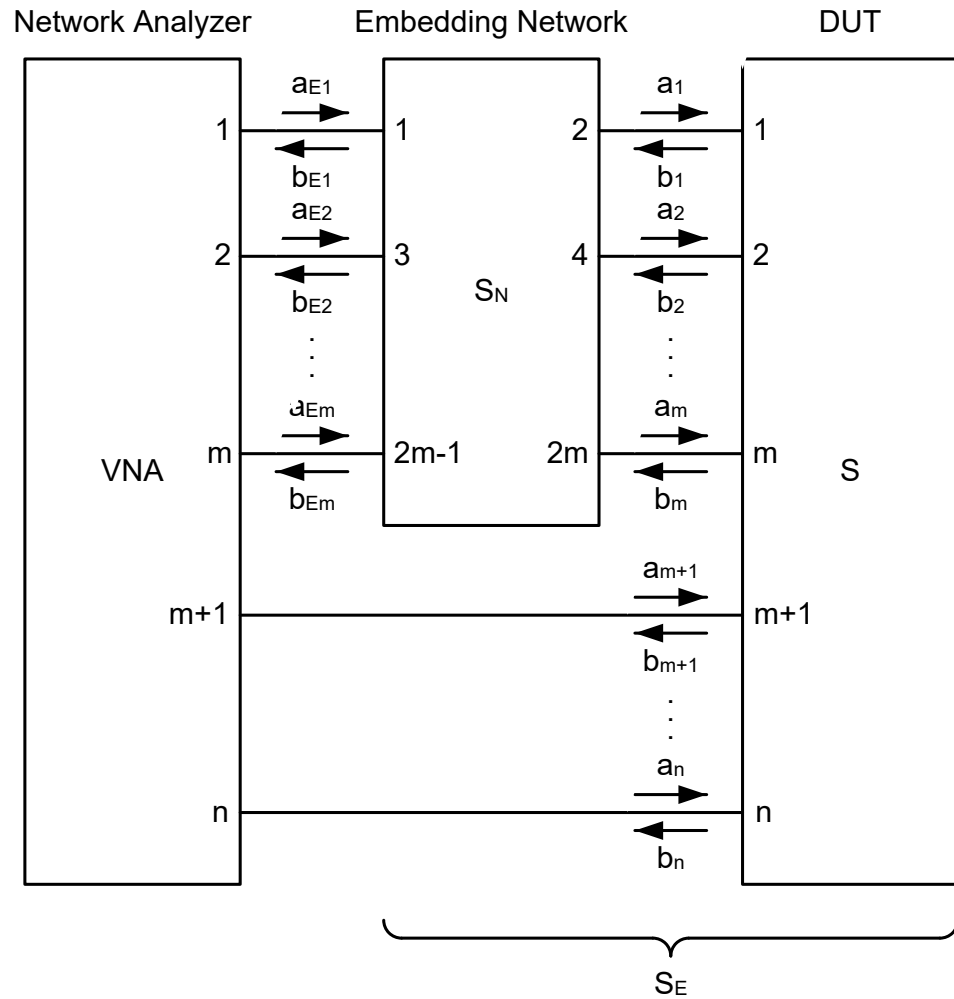 Network Analyzer Embedding Network DUT
aE1 a1
1 1 2 1
bE1 b1
aE2 a2
2 3 4 2
bE2 b2
SN
aEm am
m 2m-1 2m m
VNA S
bEm bm
am+1
m+1 m+1
bm+1
an
n n
bn
SE